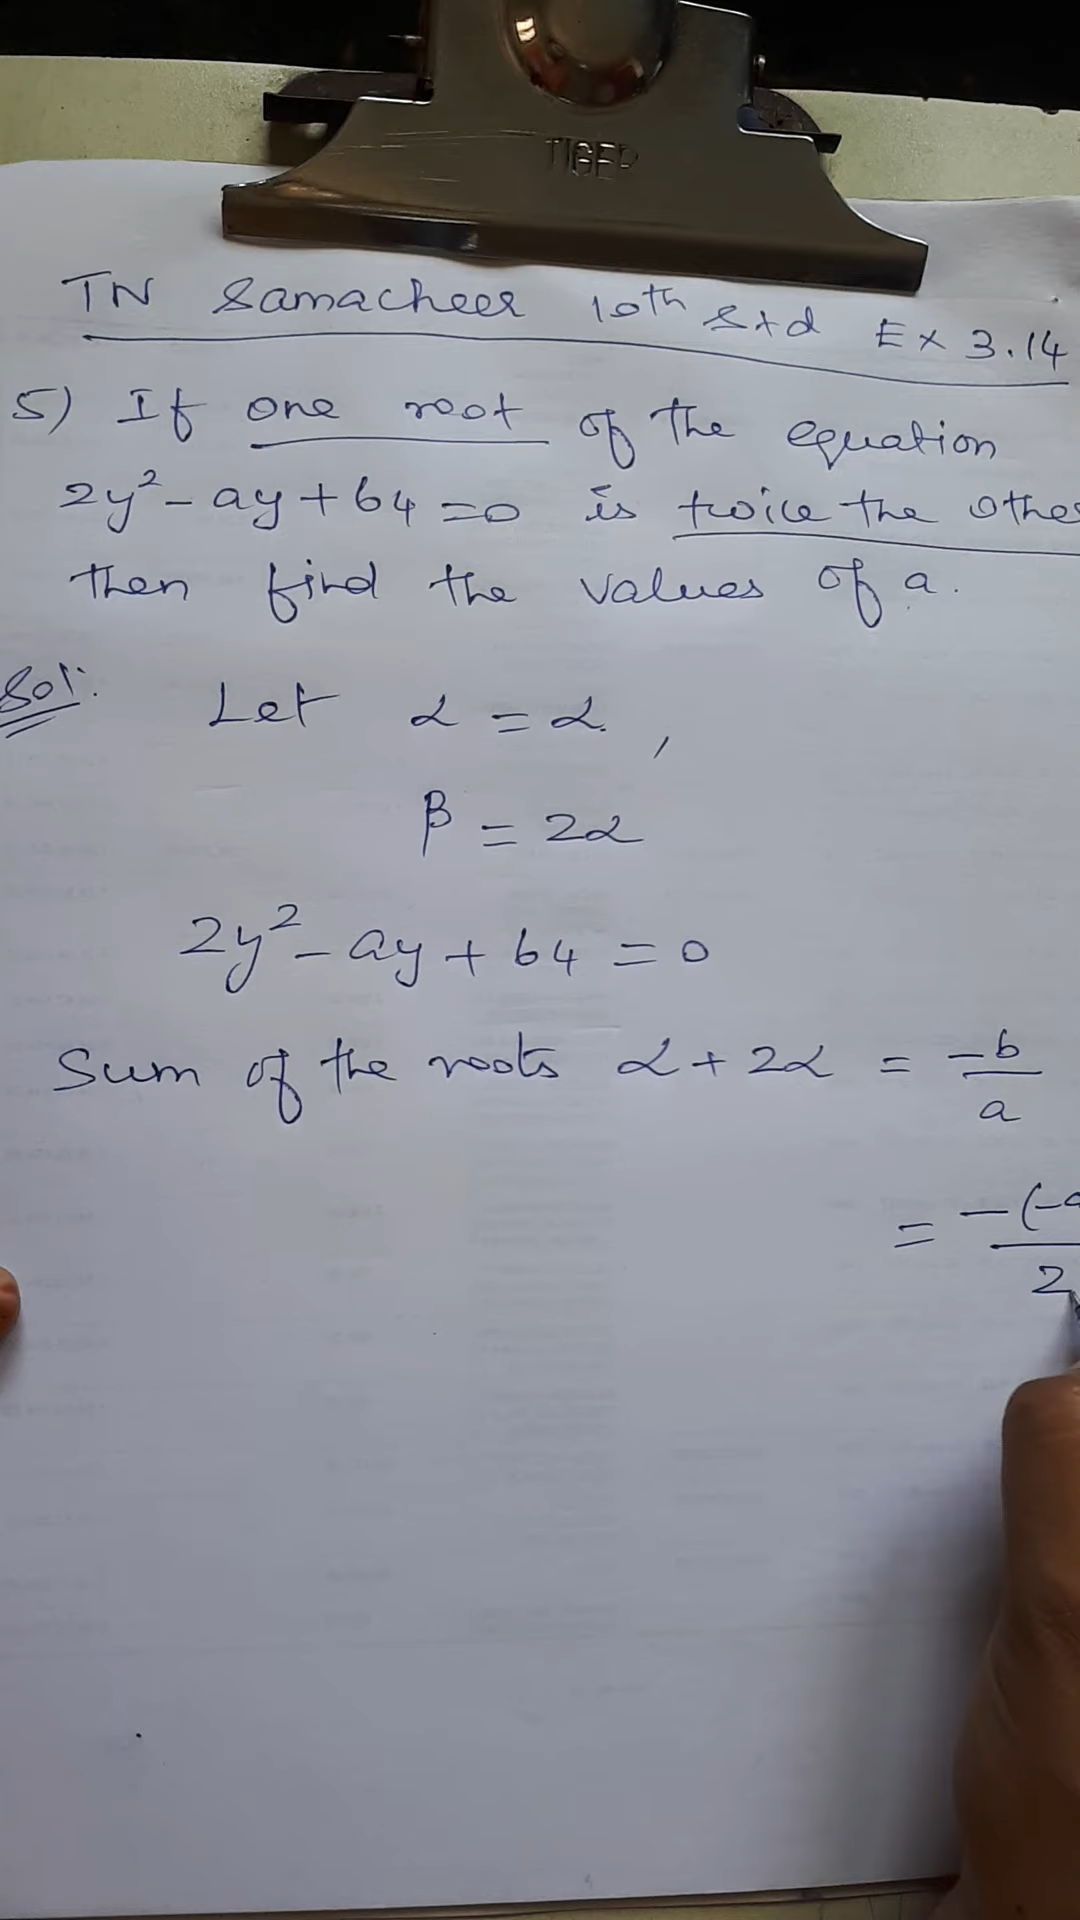 TIGER
TN Samacheer 10th Std Ex 3.14
5) If one root of the equation
2y² - ay + 64 = 0 is twice the othe
then find the values of a.
Sol:
Let α = α,
β = 2α
2y² - ay + 64 = 0
Sum of the roots α + 2α = -b/a
= -(-a/2